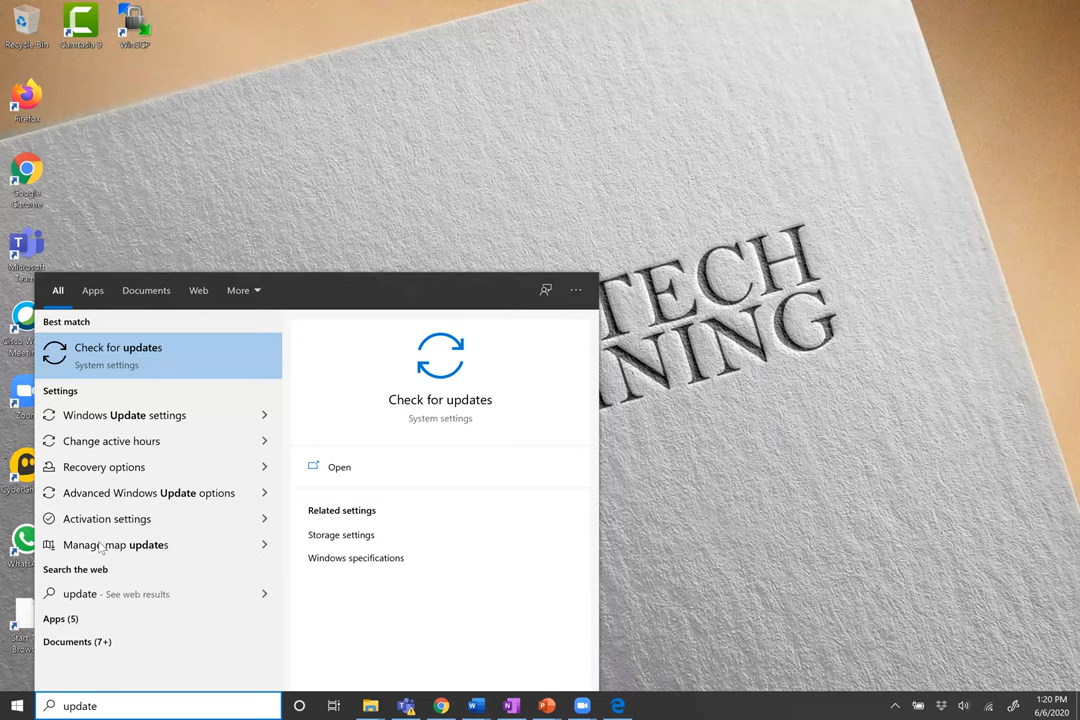 Recycle Bin
Camtasia 9
WinSCP
Firefox
Google
Chrome
Microsoft
TECH
NING
All
Apps
Documents
Web
More
Best match
Check for updates
System settings
Settings
Windows Update settings
Change active hours
Recovery options
Advanced Windows Update options
Activation settings
Manage map updates
Search the web
update - See web results
Apps (5)
Documents (7+)
Check for updates
System settings
Open
Related settings
Storage settings
Windows specifications
update
1:20 PM
6/6/2020